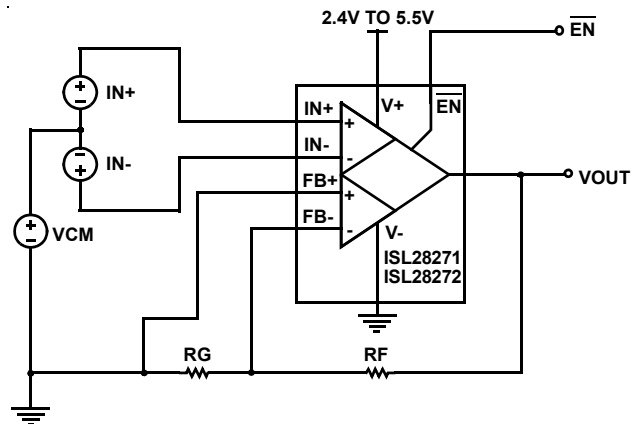 2.4V TO 5.5V
EN
IN+
IN+
V+
EN
+
-
IN-
IN-
FB+
+
-
FB-
VOUT
VCM
V-
ISL28271
ISL28272
RG
RF